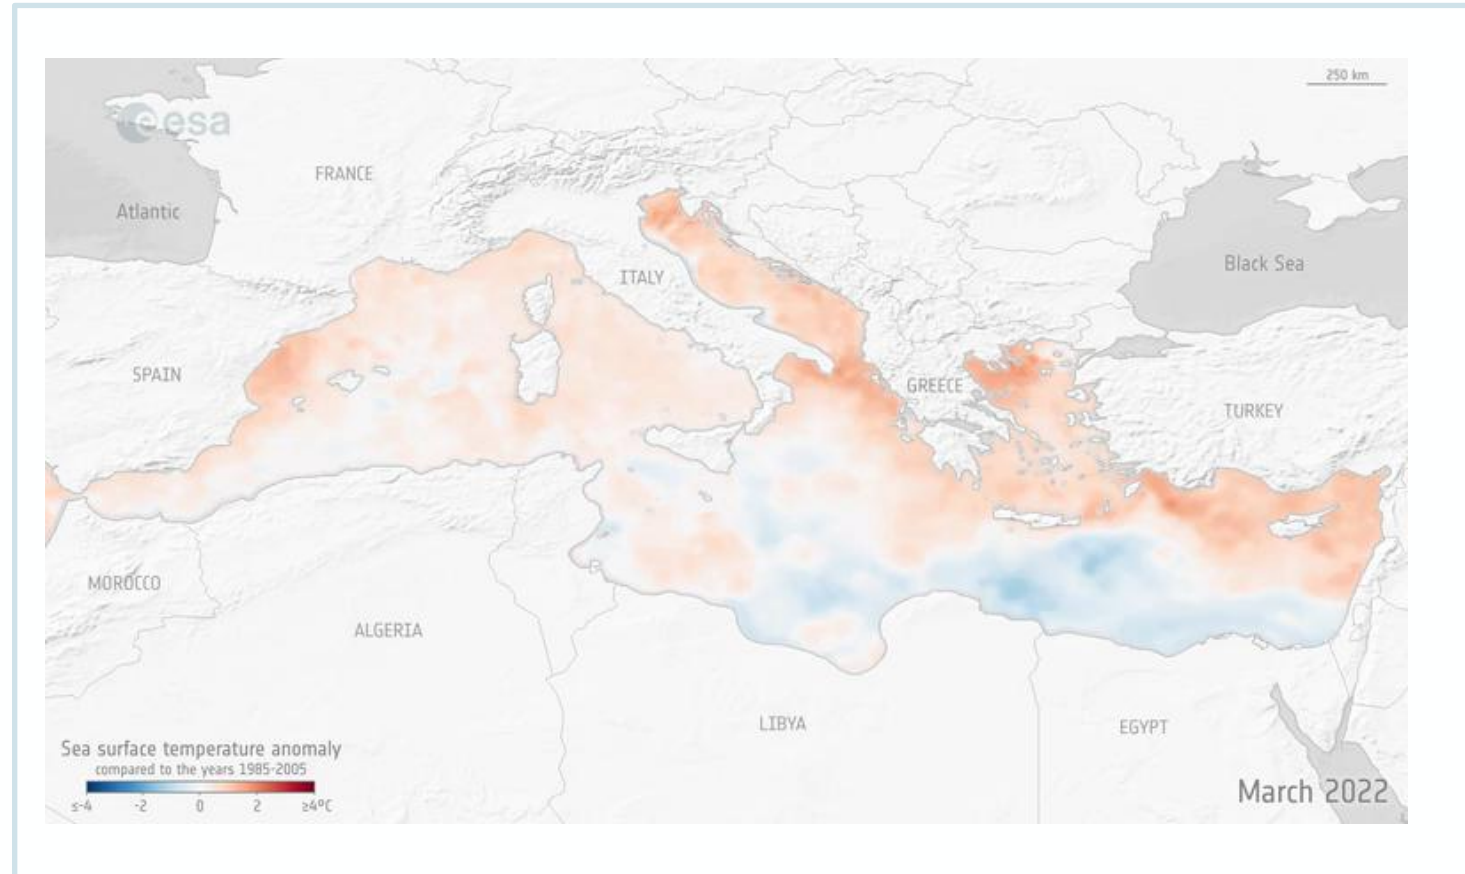 250 km
esa
FRANCE
Atlantic
ITALY
Black Sea
SPAIN
GREECE
TURKEY
MOROCCO
ALGERIA
LIBYA
EGYPT
Sea surface temperature anomaly
compared to the years 1985-2005
≤-4 -2 0 2 ≥4°C
March 2022